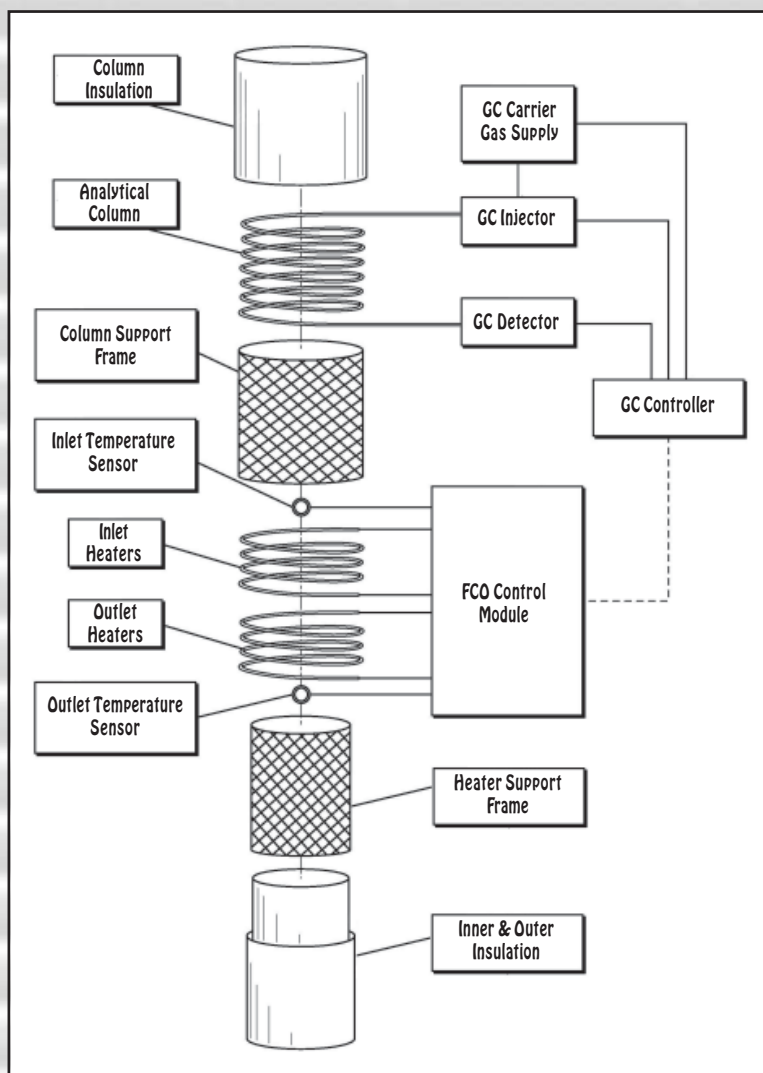 Column
Insulation
GC Carrier
Gas Supply
Analytical
Column
GC Injector
GC Detector
Column Support
Frame
GC Controller
Inlet Temperature
Sensor
Inlet
Heaters
FCO Control
Module
Outlet
Heaters
Outlet Temperature
Sensor
Heater Support
Frame
Inner & Outer
Insulation